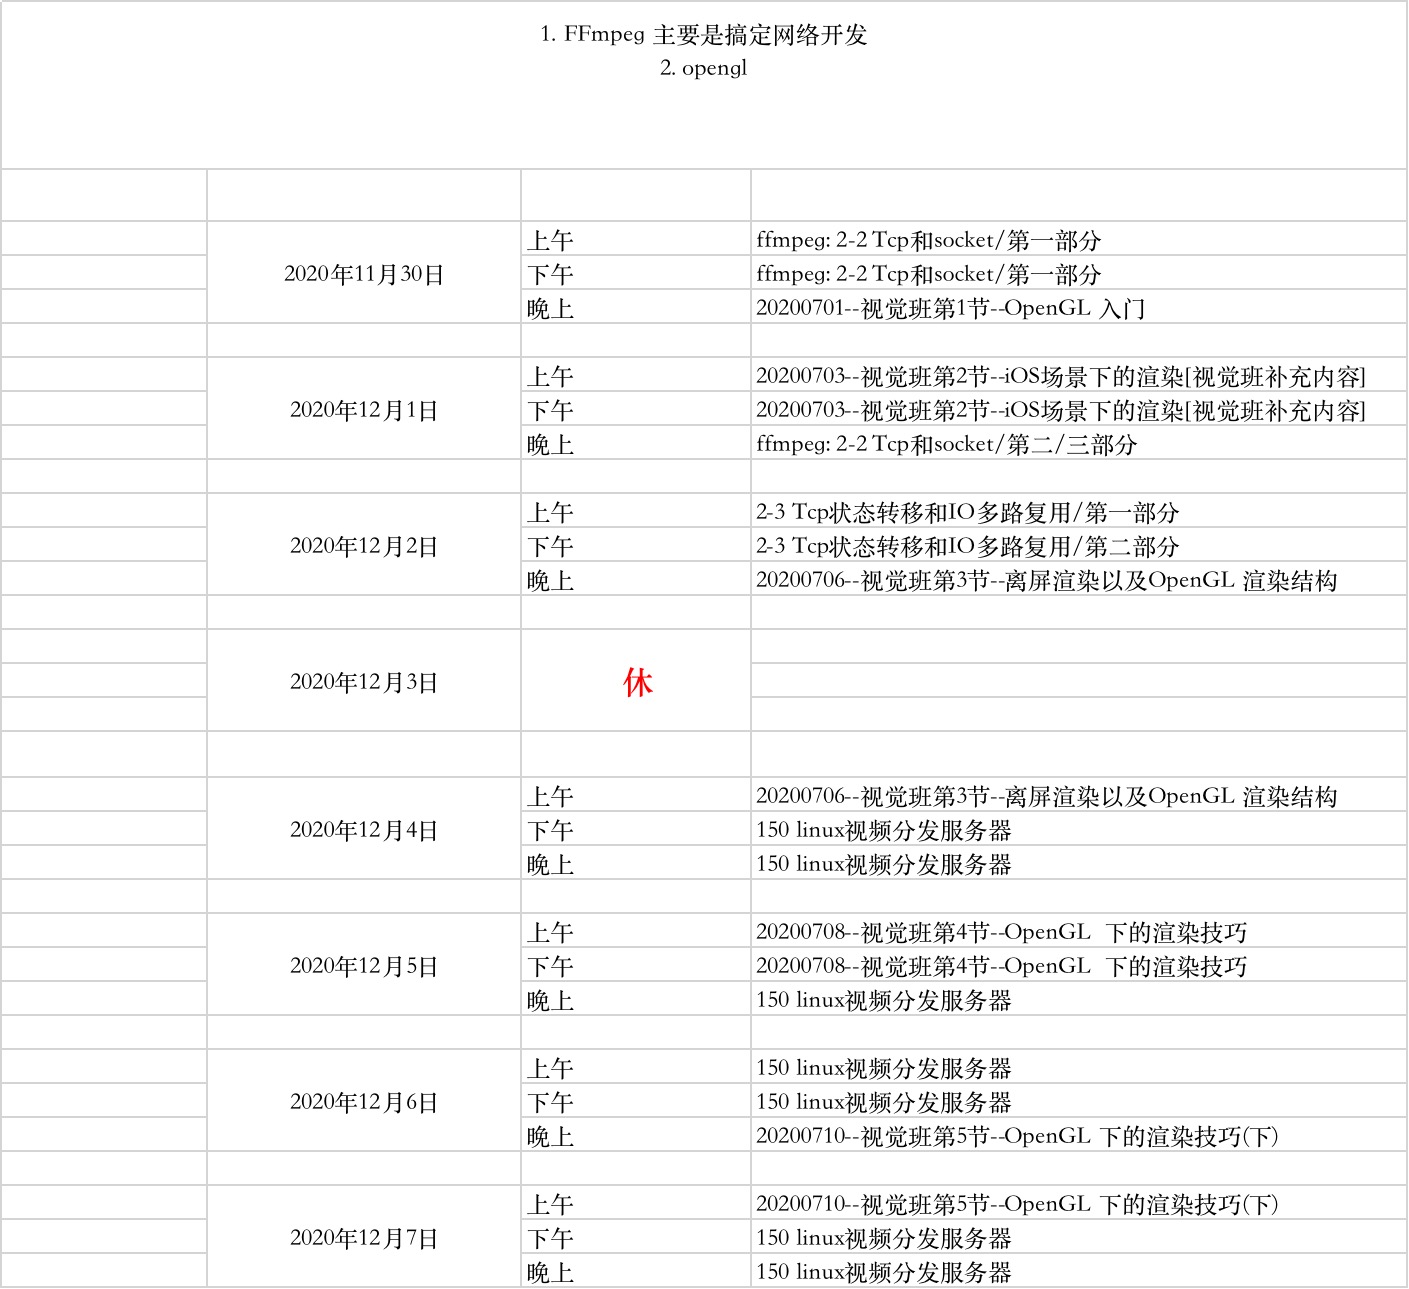 1. FFmpeg 主要是搞定网络开发
2. opengl
2020年11月30日
上午
ffmpeg: 2-2 Tcp和socket/第一部分
下午
ffmpeg: 2-2 Tcp和socket/第一部分
晚上
20200701--视觉班第1节--OpenGL 入门
2020年12月1日
上午
20200703--视觉班第2节--iOS场景下的渲染[视觉班补充内容]
下午
20200703--视觉班第2节--iOS场景下的渲染[视觉班补充内容]
晚上
ffmpeg: 2-2 Tcp和socket/第二/三部分
2020年12月2日
上午
2-3 Tcp状态转移和IO多路复用/第一部分
下午
2-3 Tcp状态转移和IO多路复用/第二部分
晚上
20200706--视觉班第3节--离屏渲染以及OpenGL 渲染结构
2020年12月3日
休
2020年12月4日
上午
20200706--视觉班第3节--离屏渲染以及OpenGL 渲染结构
下午
150 linux视频分发服务器
晚上
150 linux视频分发服务器
2020年12月5日
上午
20200708--视觉班第4节--OpenGL  下的渲染技巧
下午
20200708--视觉班第4节--OpenGL  下的渲染技巧
晚上
150 linux视频分发服务器
2020年12月6日
上午
150 linux视频分发服务器
下午
150 linux视频分发服务器
晚上
20200710--视觉班第5节--OpenGL 下的渲染技巧(下)
2020年12月7日
上午
20200710--视觉班第5节--OpenGL 下的渲染技巧(下)
下午
150 linux视频分发服务器
晚上
150 linux视频分发服务器